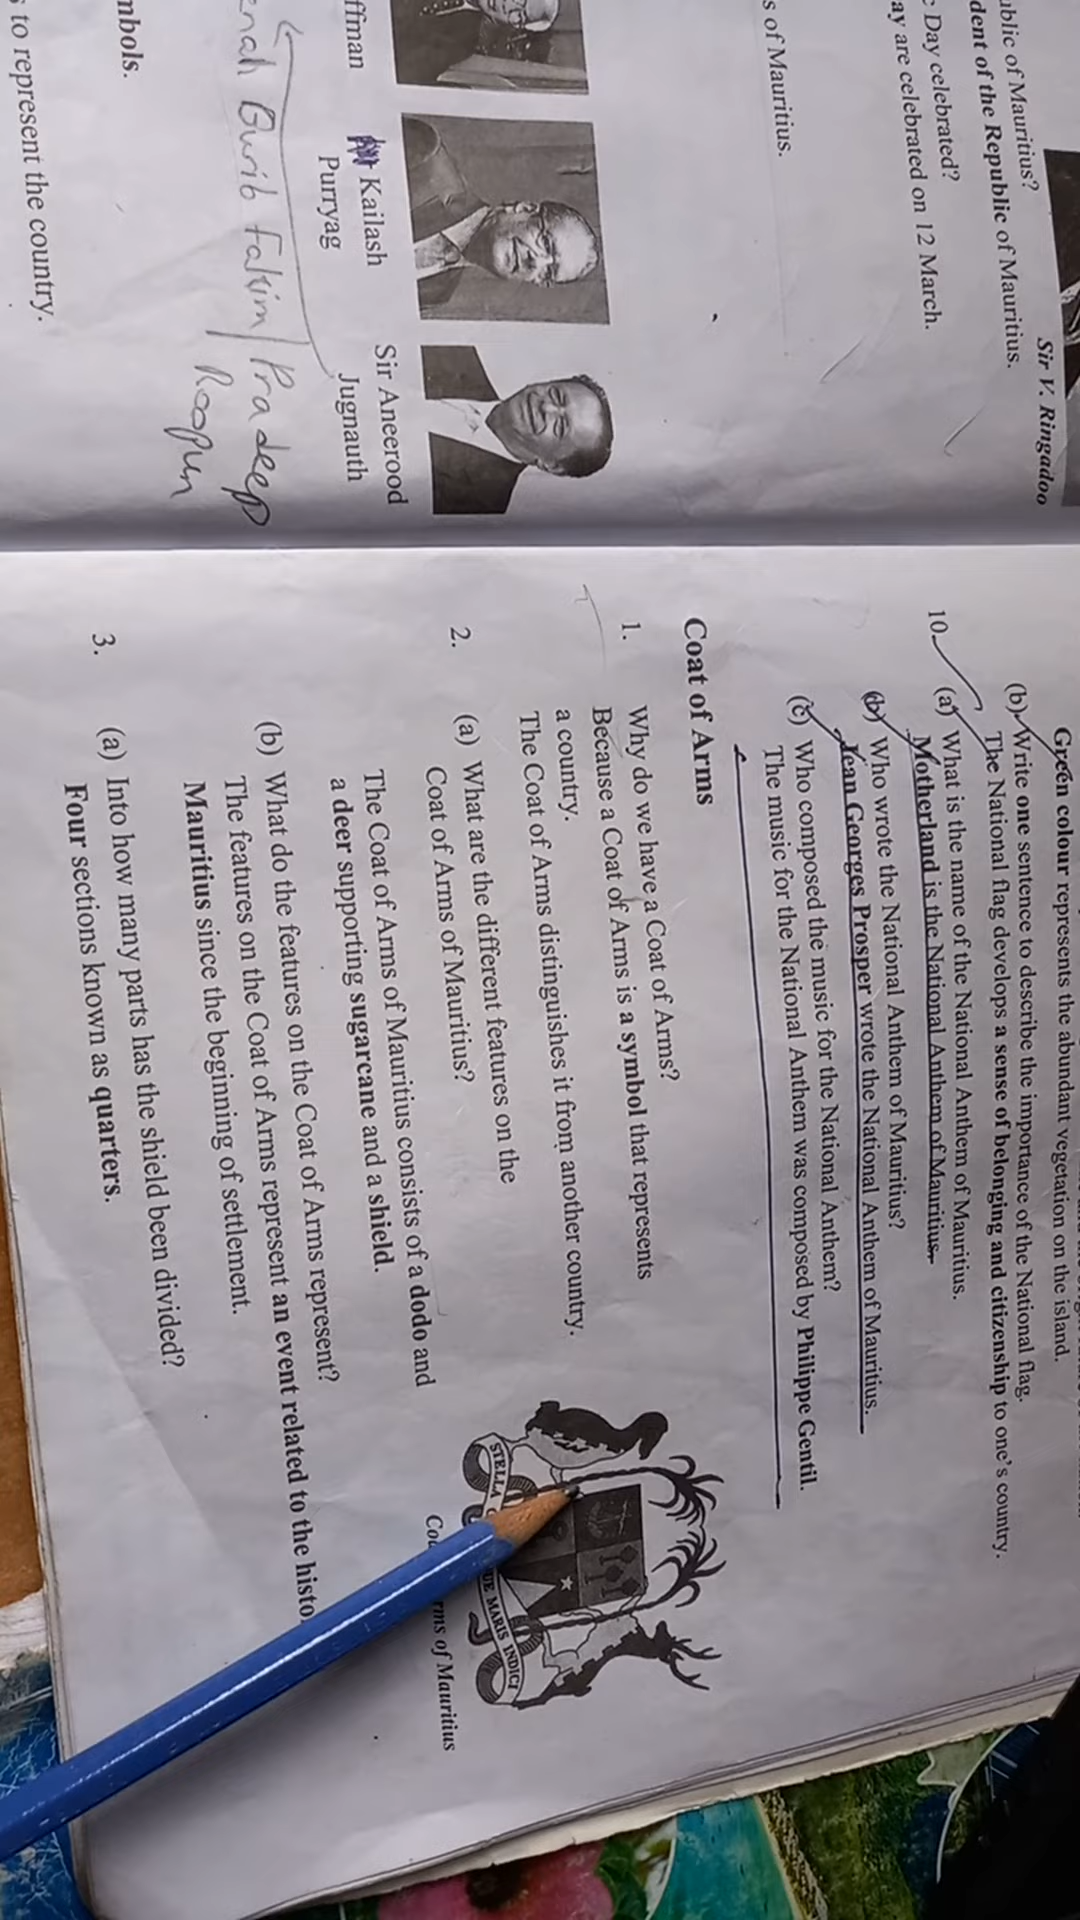 ublic of Mauritius?
dent of the Republic of Mauritius.
Day celebrated?
ay are celebrated on 12 March.
Sir V. Ringadoo
s of Mauritius.
ffman
Kailash
Purryag
Sir Aneerood
Jugnauth
enah Gurib Fakim/ Pradeep
Roopun
mbols.
s to represent the country.
Green colour represents the abundant vegetation on the island.
(b) Write one sentence to describe the importance of the National flag.
The National flag develops a sense of belonging and citizenship to one's country.
10. (a) What is the name of the National Anthem of Mauritius.
Motherland is the National Anthem of Mauritius.
(b) Who wrote the National Anthem of Mauritius?
Jean Georges Prosper wrote the National Anthem of Mauritius.
(c) Who composed the music for the National Anthem?
The music for the National Anthem was composed by Philippe Gentil.
Coat of Arms
1. Why do we have a Coat of Arms?
Because a Coat of Arms is a symbol that represents
a country.
The Coat of Arms distinguishes it from another country.
2. (a) What are the different features on the
Coat of Arms of Mauritius?
The Coat of Arms of Mauritius consists of a dodo and
a deer supporting sugarcane and a shield.
(b) What do the features on the Coat of Arms represent?
The features on the Coat of Arms represent an event related to the histo
Mauritius since the beginning of settlement.
3. (a) Into how many parts has the shield been divided?
Four sections known as quarters.
STELLA C UE MARIS INDICI
Co rms of Mauritius